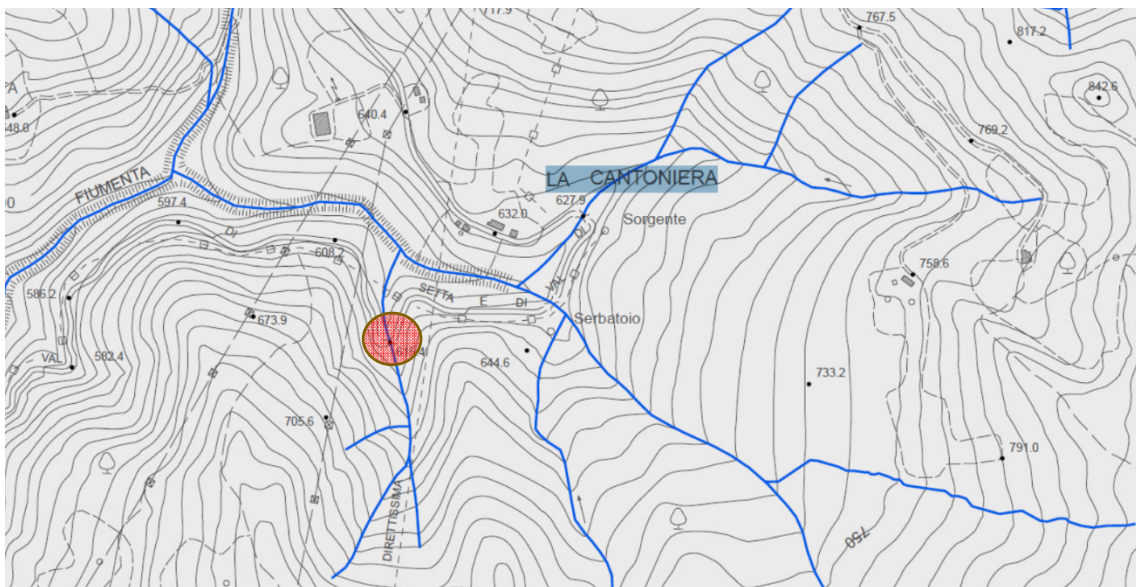 717.9
767.5
817.2
842.6
640.4
769.2
648.0
LA CANTONIERA
FIUMENTA
597.4
627.9
632.0
Sorgente
DI
DI
608.2
758.6
VAL
586.2
SETTA E DI
673.9
Serbatoio
644.6
VAL
582.4
733.2
705.6
791.0
DIRETTISSIMA
750